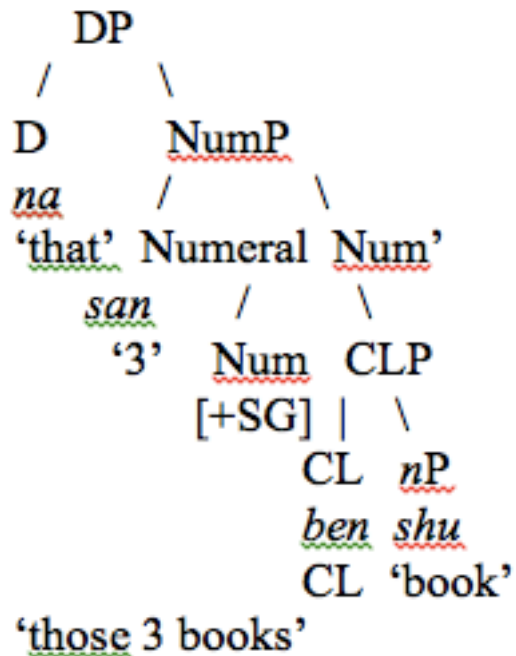 DP
/ \
D NumP
na / \
‘that’ Numeral Num’
san / \
‘3’ Num CLP
[+SG] | \
CL nP
ben shu
CL ‘book’
‘those 3 books’